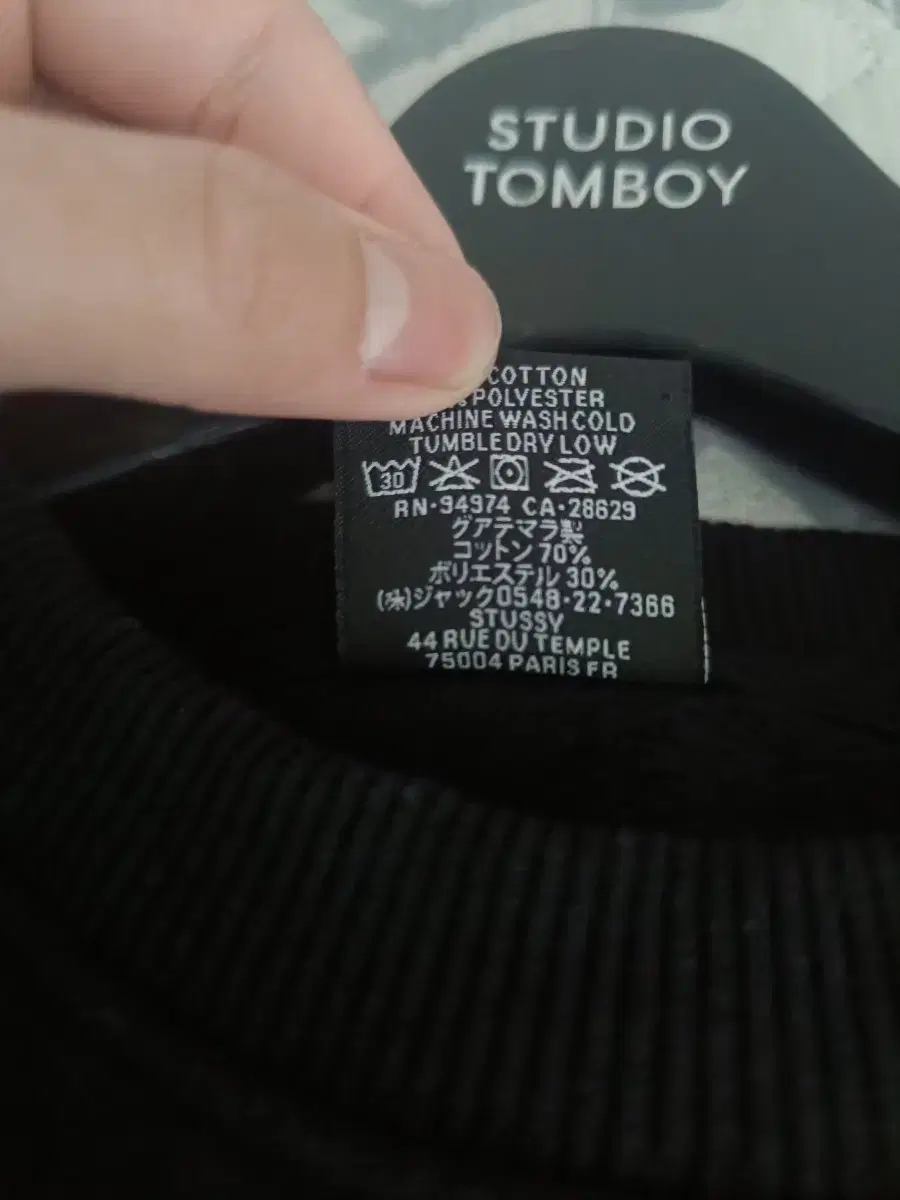 STUDIO
TOMBOY
COTTON
POLYESTER
MACHINE WASH COLD
TUMBLE DRY LOW
30
RN·94974 CA·28629
グアテマラ製
コットン 70%
ポリエステル 30%
(株)ジャック0548·22·7366
STUSSY
44 RUE DU TEMPLE
75004 PARIS FR